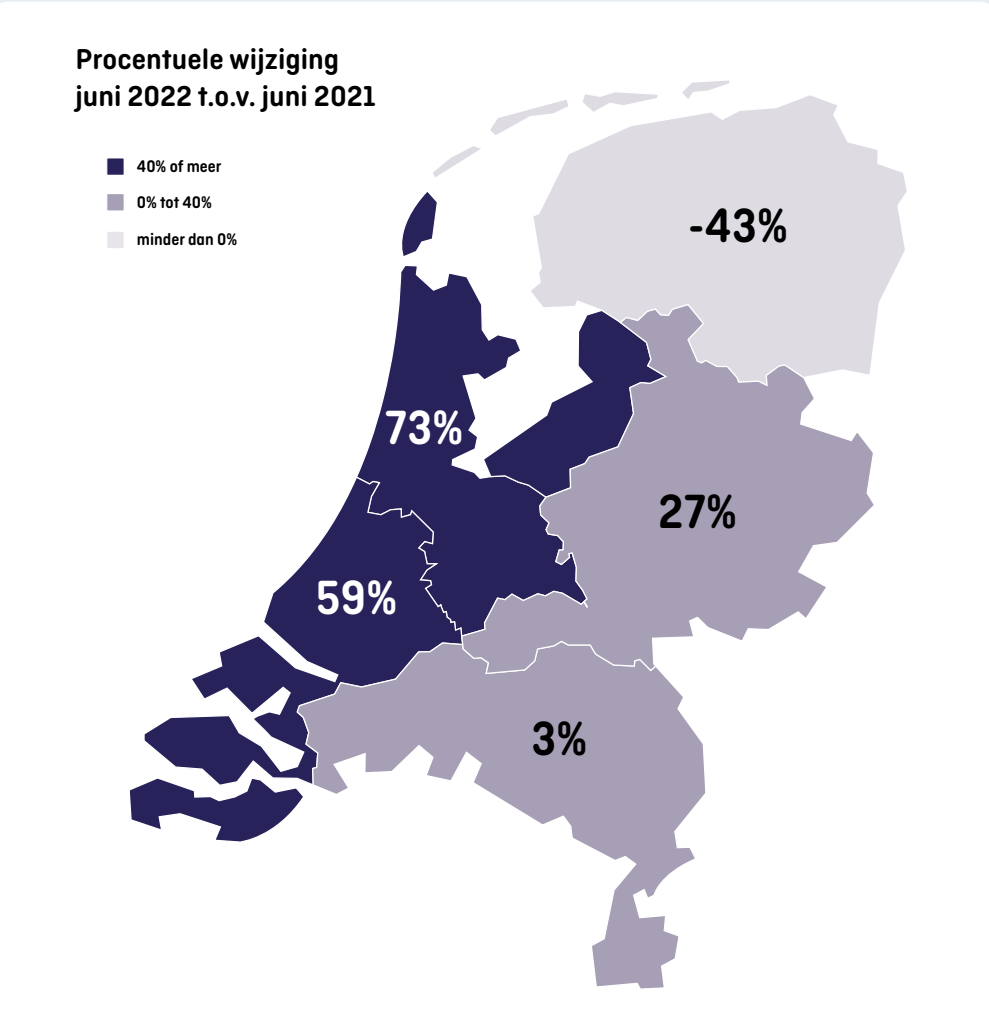 Procentuele wijziging
juni 2022 t.o.v. juni 2021
40% of meer
0% tot 40%
minder dan 0%
-43%
73%
27%
59%
3%